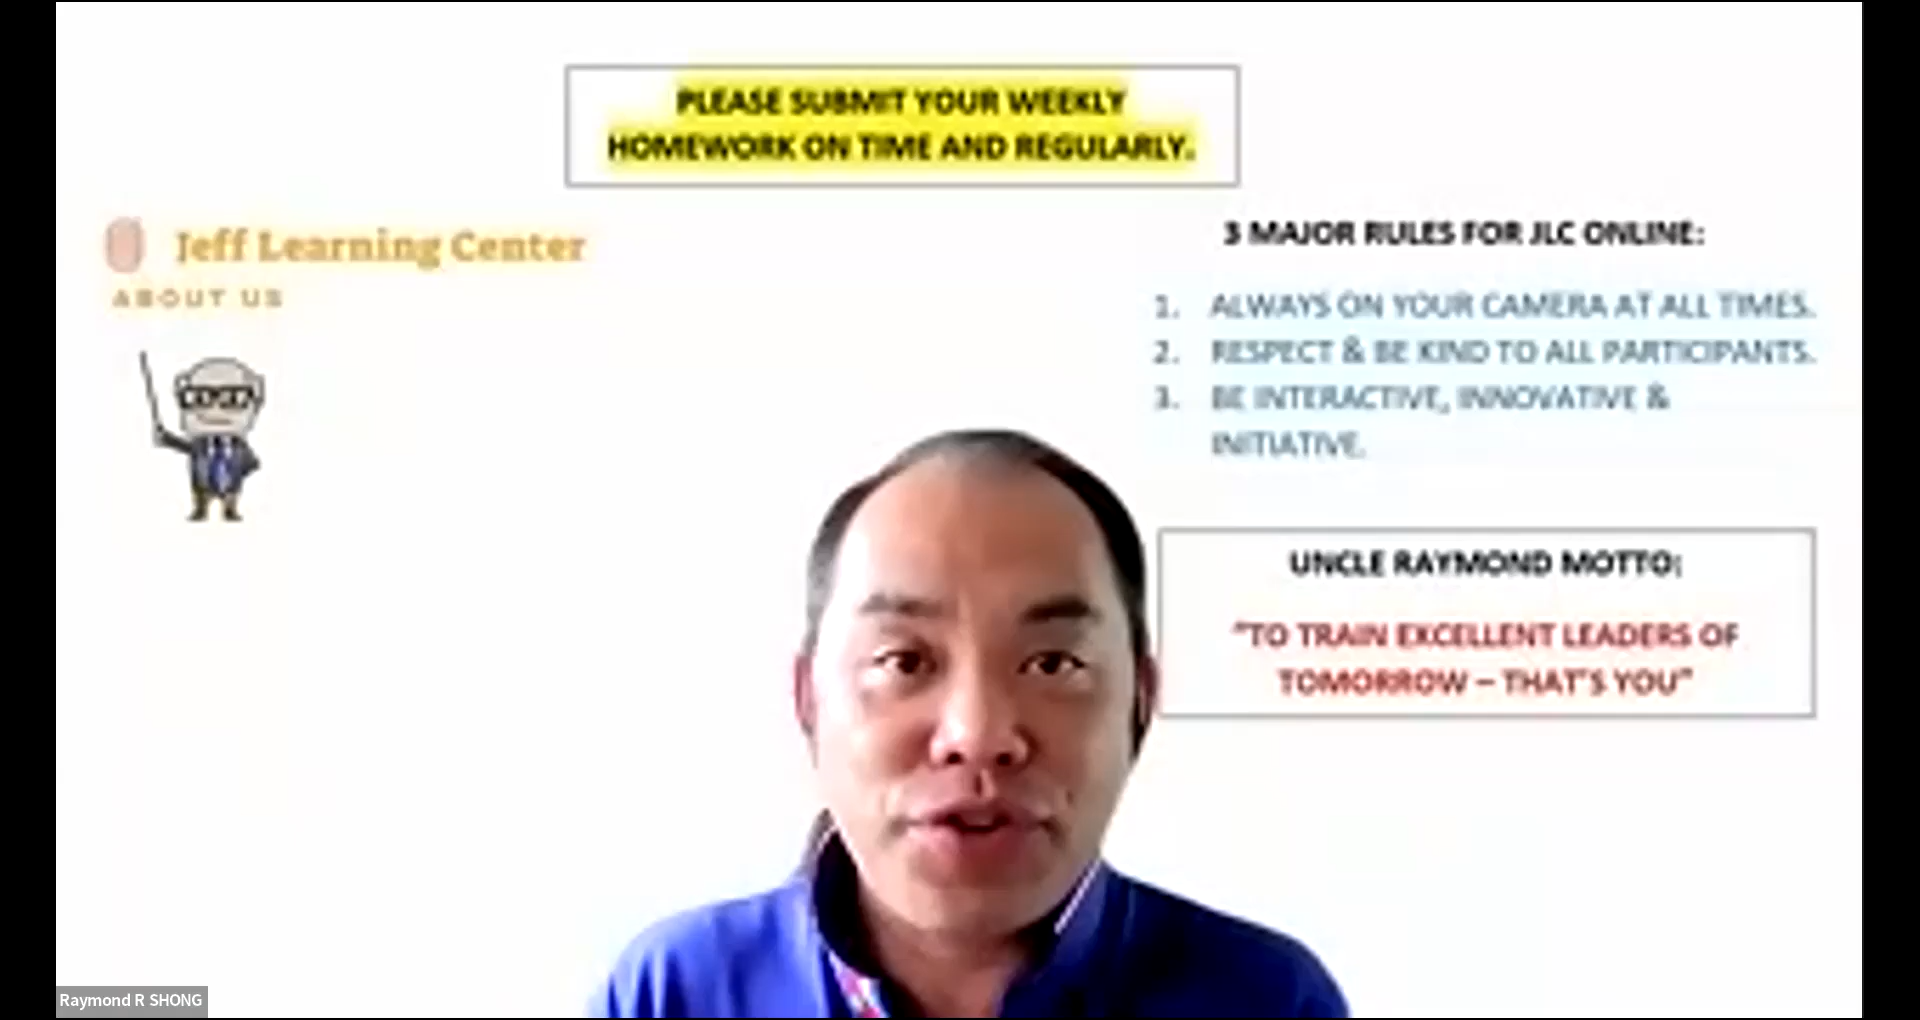 PLEASE SUBMIT YOUR WEEKLY
HOMEWORK ON TIME AND REGULARLY.
Jeff Learning Center
ABOUT US
3 MAJOR RULES FOR JLC ONLINE:
1. ALWAYS ON YOUR CAMERA AT ALL TIMES.
2. RESPECT & BE KIND TO ALL PARTICIPANTS.
3. BE INTERACTIVE, INNOVATIVE &
INITIATIVE.
UNCLE RAYMOND MOTTO:
"TO TRAIN EXCELLENT LEADERS OF
TOMORROW – THAT'S YOU"
Raymond R SHONG